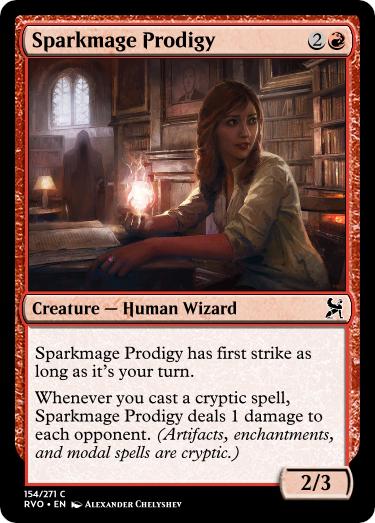 Sparkmage Prodigy 2
Creature — Human Wizard
Sparkmage Prodigy has first strike as
long as it's your turn.
Whenever you cast a cryptic spell,
Sparkmage Prodigy deals 1 damage to
each opponent. (Artifacts, enchantments,
and modal spells are cryptic.)
2/3
154/271 C
RVO • EN Alexander Chelyshev